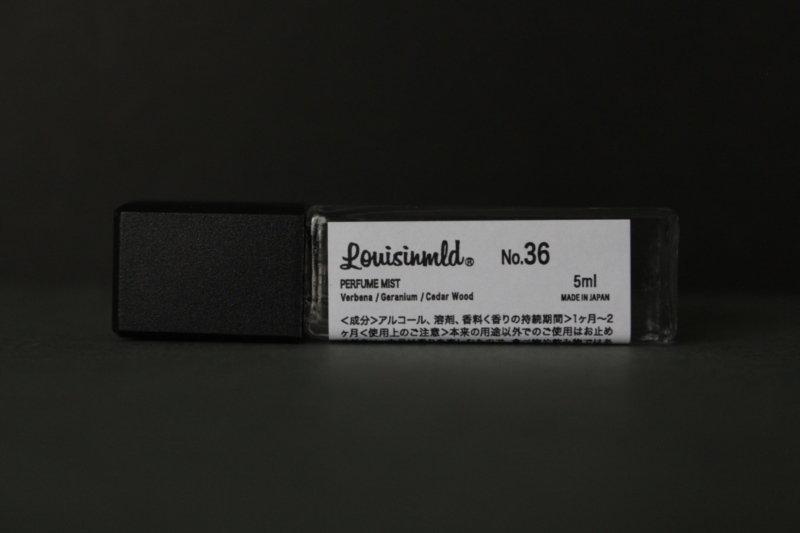 Louisinmld® No.36
PERFUME MIST 5ml
Verbena / Geranium / Cedar Wood MADE IN JAPAN
<成分>アルコール、溶剤、香料<香りの持続期間>1ヶ月〜2
ヶ月<使用上のご注意>本来の用途以外でのご使用はお止め